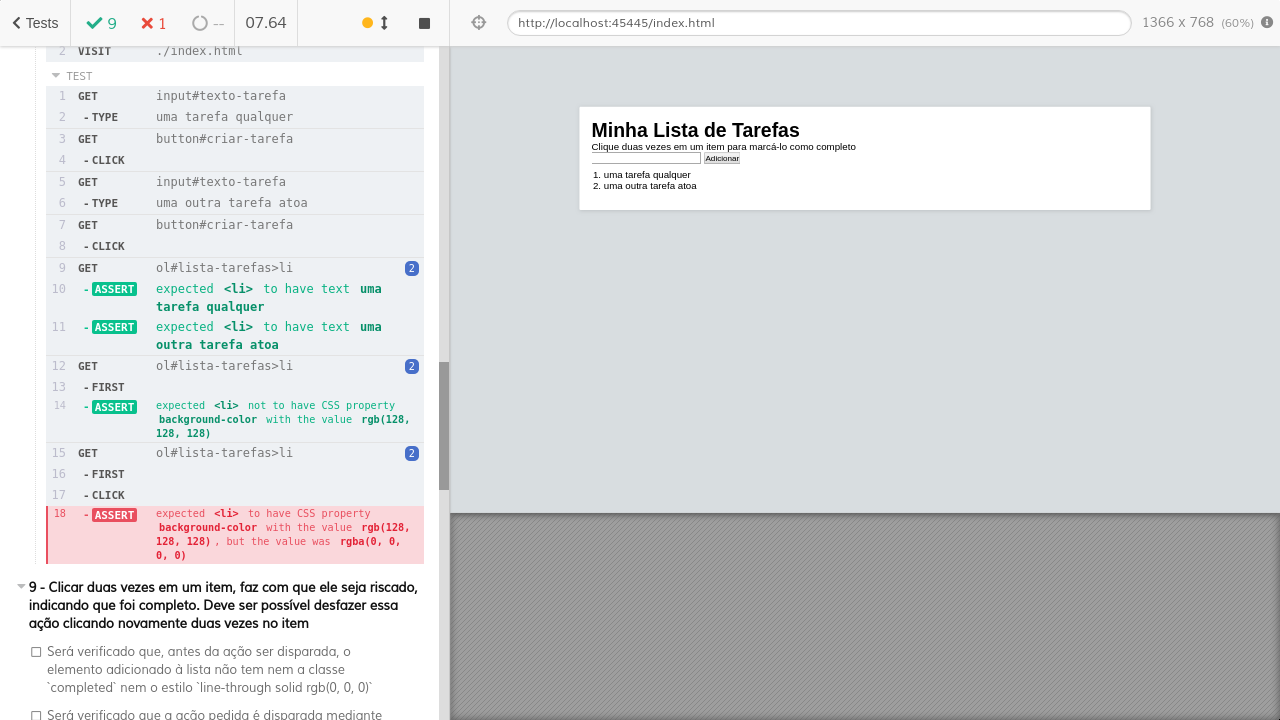 Tests
9
1
--
07.64
http://localhost:45445/index.html
1366 x 768 (60%)
2 VISIT ./index.html
TEST
1 GET input#texto-tarefa
2 -TYPE uma tarefa qualquer
3 GET button#criar-tarefa
4 -CLICK
5 GET input#texto-tarefa
6 -TYPE uma outra tarefa atoa
7 GET button#criar-tarefa
8 -CLICK
9 GET ol#lista-tarefas>li 2
10 -ASSERT expected <li> to have text uma
tarefa qualquer
11 -ASSERT expected <li> to have text uma
outra tarefa atoa
12 GET ol#lista-tarefas>li 2
13 -FIRST
14 -ASSERT expected <li> not to have CSS property
background-color with the value rgb(128,
128, 128)
15 GET ol#lista-tarefas>li 2
16 -FIRST
17 -CLICK
18 -ASSERT expected <li> to have CSS property
background-color with the value rgb(128,
128, 128), but the value was rgba(0, 0,
0, 0)
9 - Clicar duas vezes em um item, faz com que ele seja riscado,
indicando que foi completo. Deve ser possível desfazer essa
ação clicando novamente duas vezes no item
Será verificado que, antes da ação ser disparada, o
elemento adicionado à lista não tem nem a classe
`completed` nem o estilo `line-through solid rgb(0, 0, 0)`
Será verificado que a ação pedida é disparada mediante
Minha Lista de Tarefas
Clique duas vezes em um item para marcá-lo como completo
Adicionar
1. uma tarefa qualquer
2. uma outra tarefa atoa